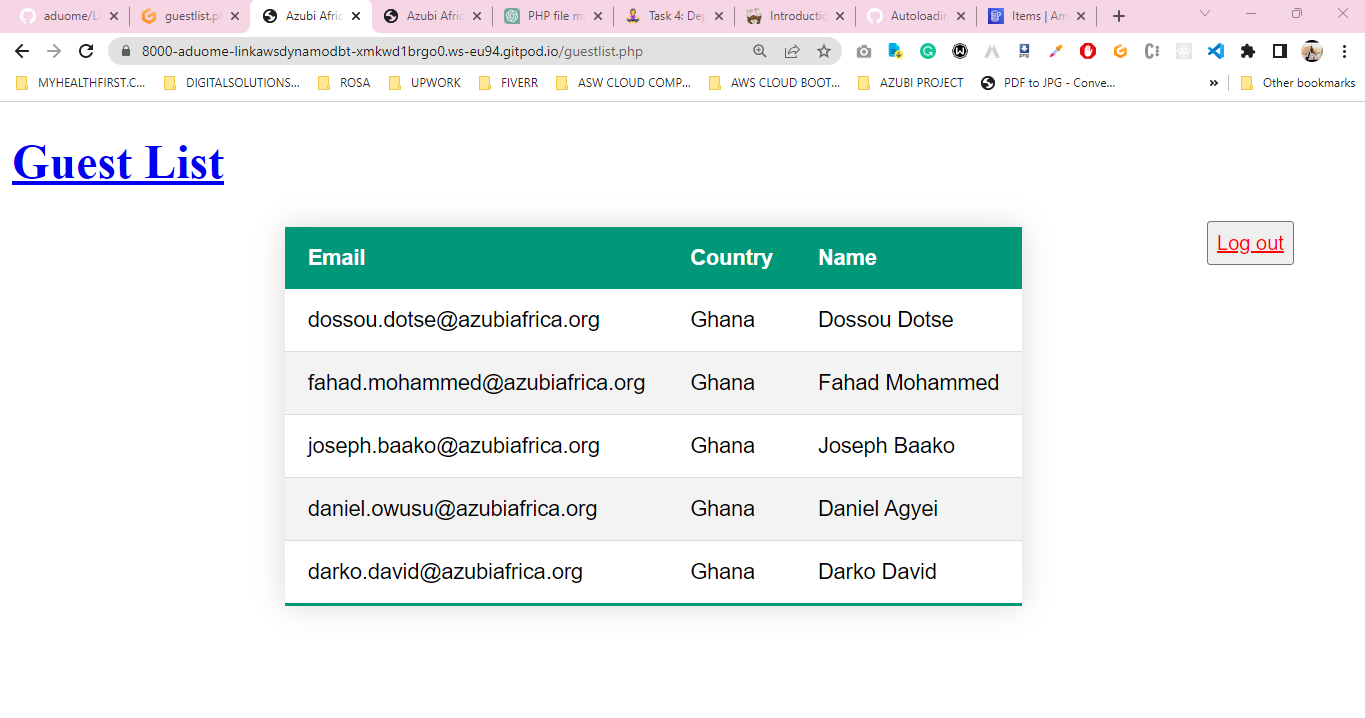 aduome/Li
guestlist.p
Azubi Afric
Azubi Afric
PHP file mi
Task 4: Dep
Introductio
Autoloadin
Items | Am
8000-aduome-linkawsdynamodbt-xmkwd1brgo0.ws-eu94.gitpod.io/guestlist.php
MYHEALTHFIRST.C... DIGITALSOLUTIONS... ROSA UPWORK FIVERR ASW CLOUD COMP... AWS CLOUD BOOT... AZUBI PROJECT PDF to JPG - Conve... » Other bookmarks
Guest List
Log out
Email Country Name
dossou.dotse@azubiafrica.org Ghana Dossou Dotse
fahad.mohammed@azubiafrica.org Ghana Fahad Mohammed
joseph.baako@azubiafrica.org Ghana Joseph Baako
daniel.owusu@azubiafrica.org Ghana Daniel Agyei
darko.david@azubiafrica.org Ghana Darko David